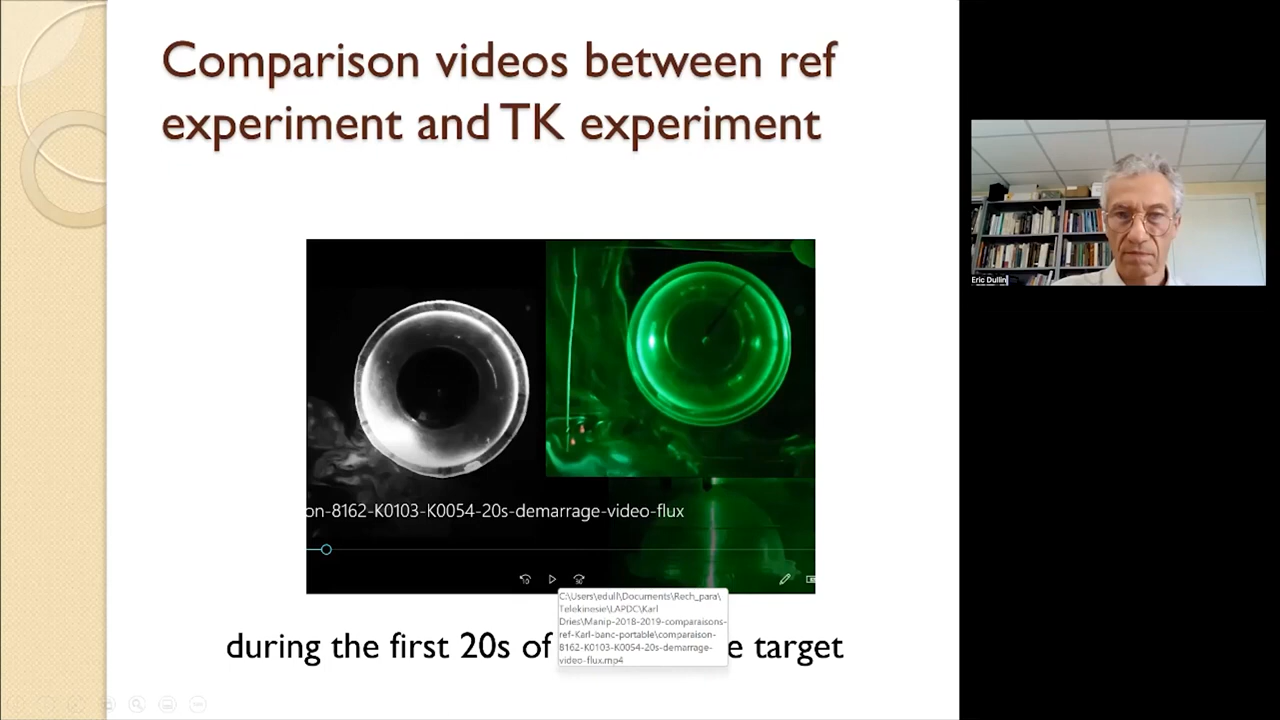 Comparison videos between ref
experiment and TK experiment
on-8162-K0103-K0054-20s-demarrage-video-flux
10
30
C:\Users\edull\Documents\Rech_para\
Telekinesie\LAPDC\Karl
Dries\Manip-2018-2019-comparaisons-
ref-Karl-banc-portable\comparaison-
8162-K0103-K0054-20s-demarrage-
video-flux.mp4
during the first 20s of e target
Eric Dullin